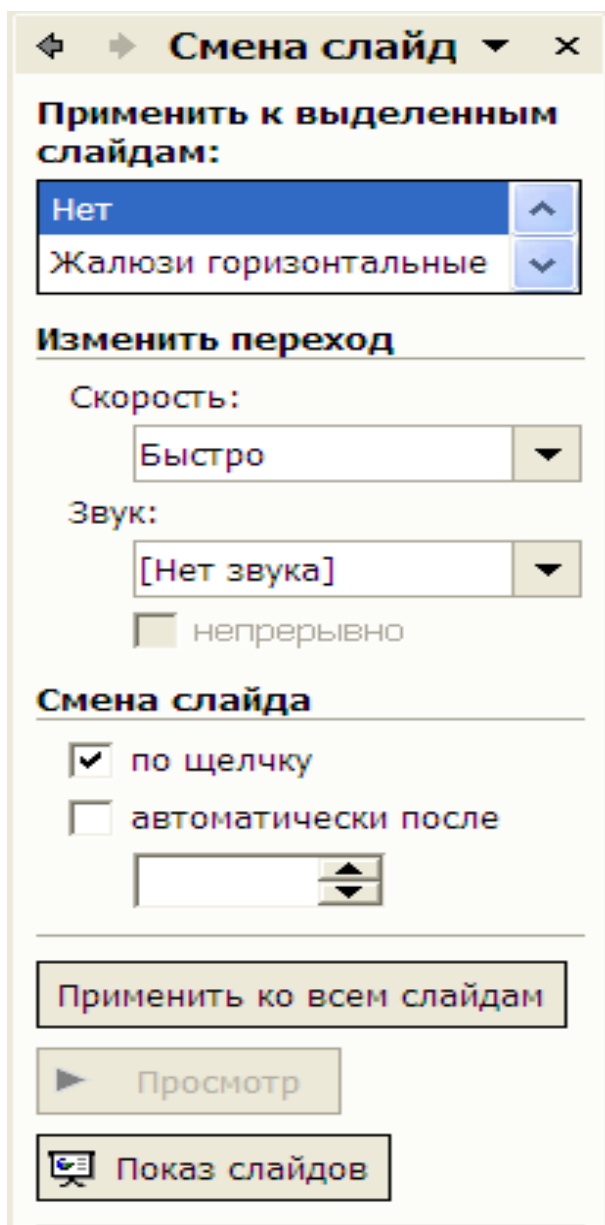 Смена слайд
Применить к выделенным
слайдам:
Нет
Жалюзи горизонтальные
Изменить переход
Скорость:
Быстро
Звук:
[Нет звука]
непрерывно
Смена слайда
по щелчку
автоматически после
Применить ко всем слайдам
Просмотр
Показ слайдов